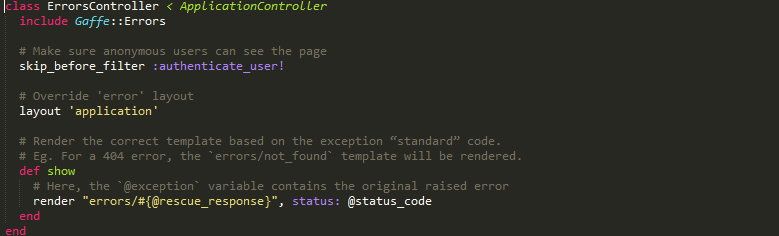 class ErrorsController < ApplicationController
  include Gaffe::Errors

  # Make sure anonymous users can see the page
  skip_before_filter :authenticate_user!

  # Override 'error' layout
  layout 'application'

  # Render the correct template based on the exception “standard” code.
  # Eg. For a 404 error, the `errors/not_found` template will be rendered.
  def show
    # Here, the `@exception` variable contains the original raised error
    render "errors/#{@rescue_response}", status: @status_code
  end
end